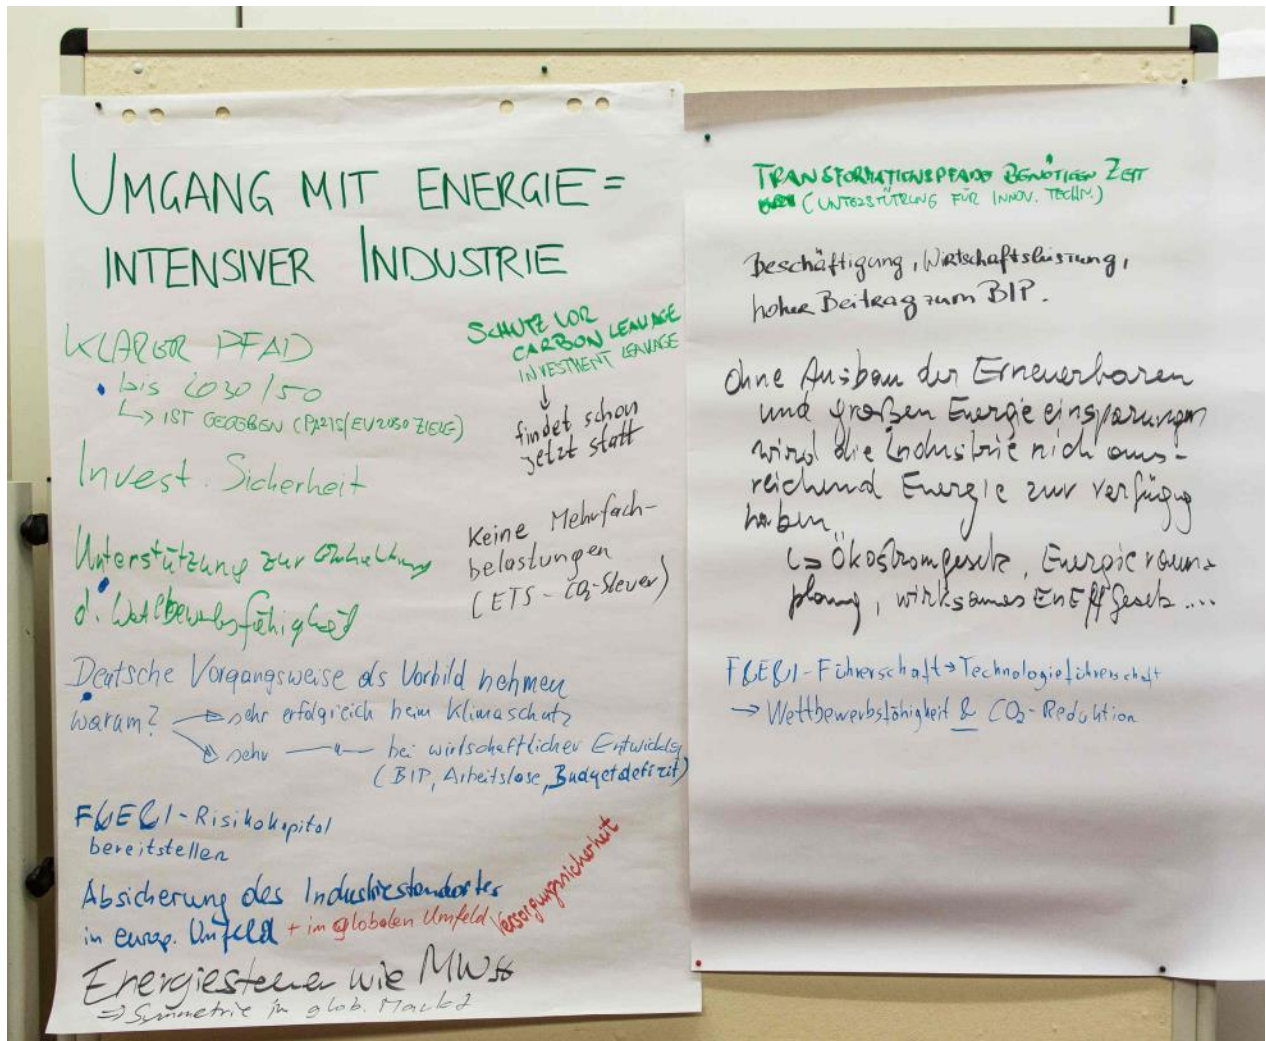 UMGANG MIT ENERGIE=
INTENSIVER INDUSTRIE
KLARER PFAD
• bis 2030/50
↳ IST GEGEBEN (PARIS/EU2050 ZIELE)
Invest. Sicherheit
Unterstützung zur
d. Wettbewerbsfähigkeit
SCHUTZ VOR
CARBON LEAKAGE
INVESTMENT LEAKAGE
↓
findet schon
jetzt statt
Keine Mehrfach-
belastungen
(ETS - CO₂-Steuer)
Deutsche Vorgangsweise als Vorbild nehmen
warum? → sehr erfolgreich beim Klimaschutz
→ sehr —"— bei wirtschaftlicher Entwicklg
(BIP, Arbeitslose, Budgetdefizit)
-Risikokapital
bereitstellen
Absicherung des Industriestandortes
in europ. Umfeld + im globalen Umfeld
Versorgungssicherheit
Energiesteuer wie MWSt
⇒ Symmetrie im glob. Markt
TRANSFORMATIONSPFADE BENÖTIGEN ZEIT
(UNTERSTÜTZUNG FÜR INNOV. TECHN.)
Beschäftigung, Wirtschaftsleistung,
hoher Beitrag zum BIP.
Ohne Ausbau der Erneuerbaren
und großen Energieeinsparungen
wird die Industrie nich aus-
reichend Energie zur Verfügung
haben
↳ Ökostromgesetz, Energieraum-
planung, wirksames EnEffGesetz ....
-Führerschaft → Technologieführerschaft
→ Wettbewerbsfähigkeit & CO₂-Reduktion